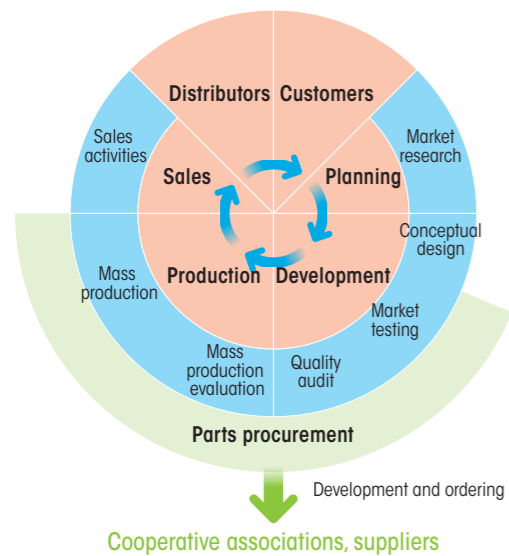 Distributors
Customers
Sales
activities
Market
research
Sales
Planning
Conceptual
design
Mass
production
Production
Development
Market
testing
Mass
production
evaluation
Quality
audit
Parts procurement
Development and ordering
Cooperative associations, suppliers